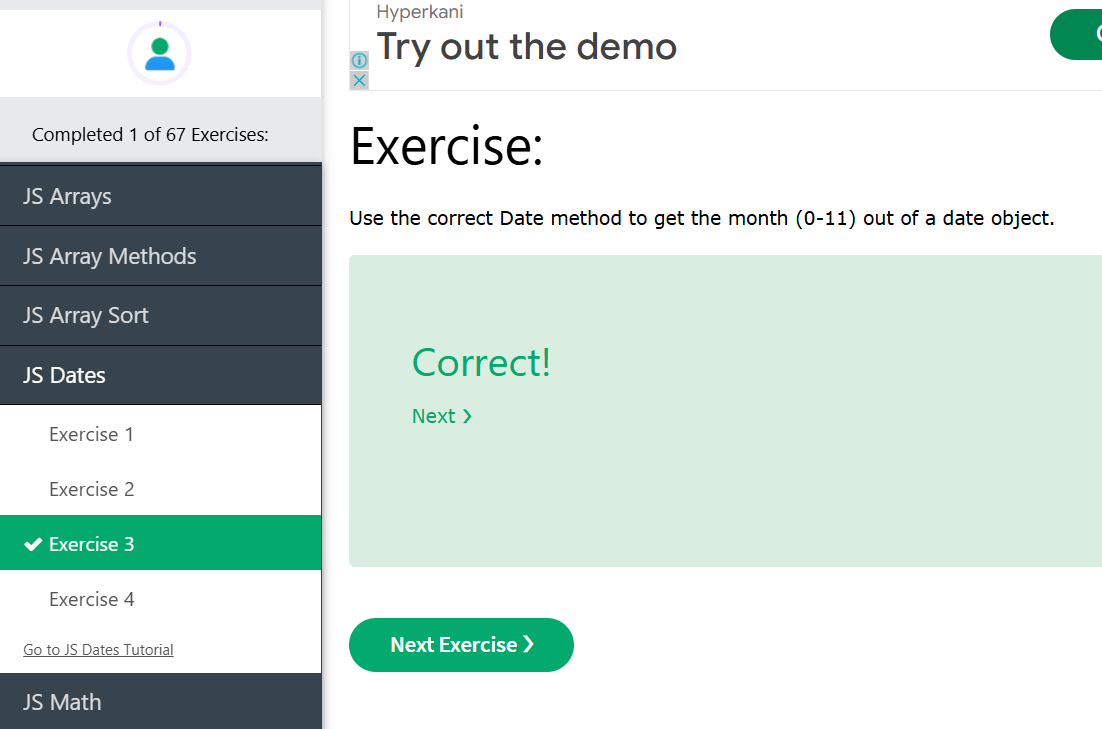 Hyperkani
Try out the demo
Completed 1 of 67 Exercises:
JS Arrays
JS Array Methods
JS Array Sort
JS Dates
Exercise 1
Exercise 2
Exercise 3
Exercise 4
Go to JS Dates Tutorial
JS Math
Exercise:
Use the correct Date method to get the month (0-11) out of a date object.
Correct!
Next ❯
Next Exercise ❯